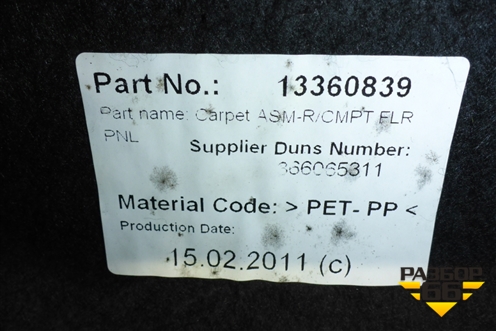 Part No.: 13360839
Part name: Carpet ASM-R/CMPT FLR
PNL
Supplier Duns Number:
366065311
Material Code: > PET-PP <
Production Date:
15.02.2011 (c)
РАЗБОР
66